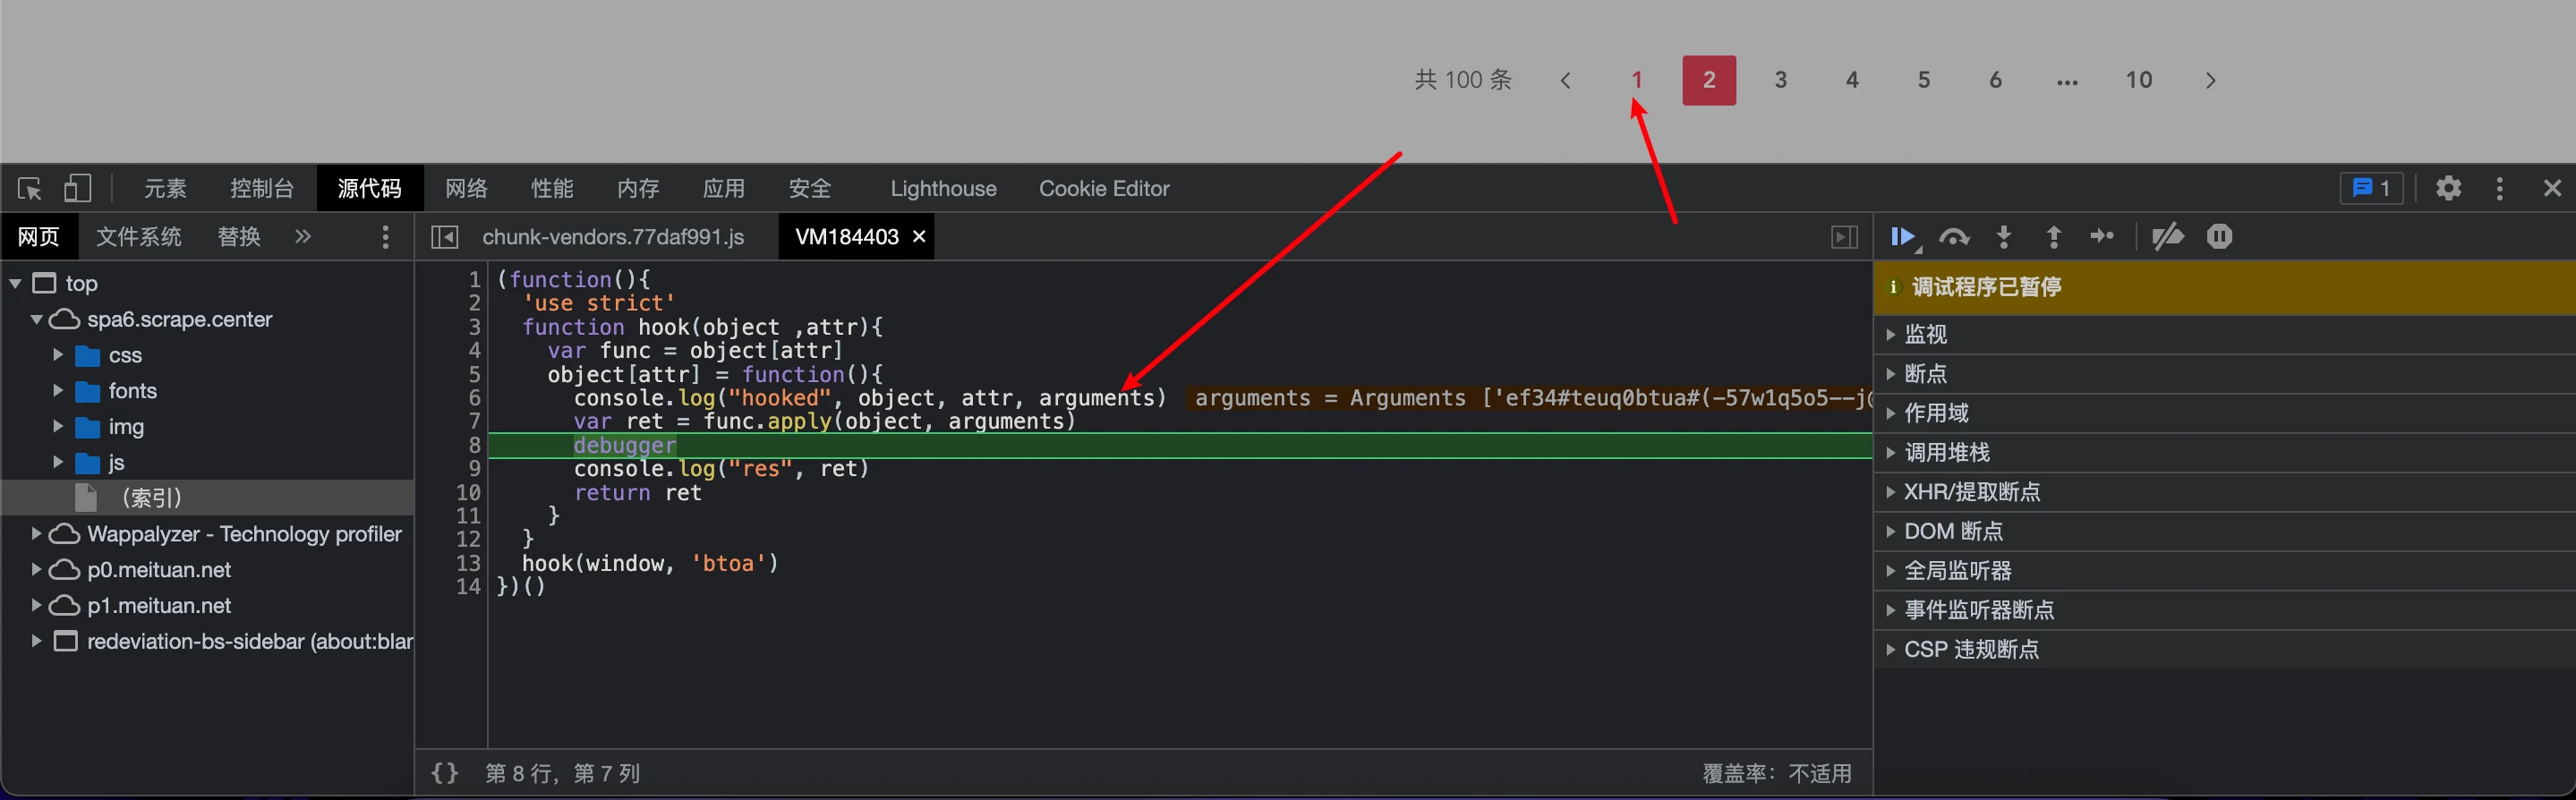 共 100 条 1 2 3 4 5 6 ... 10
元素 控制台 源代码 网络 性能 内存 应用 安全 Lighthouse Cookie Editor 1
网页 文件系统 替换 chunk-vendors.77daf991.js VM184403
top
spa6.scrape.center
css
fonts
img
js
(索引)
Wappalyzer - Technology profiler
p0.meituan.net
p1.meituan.net
redeviation-bs-sidebar (about:blar
1 (function(){
2 'use strict'
3 function hook(object ,attr){
4 var func = object[attr]
5 object[attr] = function(){
6 console.log("hooked", object, attr, arguments) arguments = Arguments ['ef34#teuq0btua#(-57w1q5o5--j@
7 var ret = func.apply(object, arguments)
8 debugger
9 console.log("res", ret)
10 return ret
11 }
12 }
13 hook(window, 'btoa')
14 })()
{} 第 8 行，第 7 列 覆盖率：不适用
调试程序已暂停
监视
断点
作用域
调用堆栈
XHR/提取断点
DOM 断点
全局监听器
事件监听器断点
CSP 违规断点